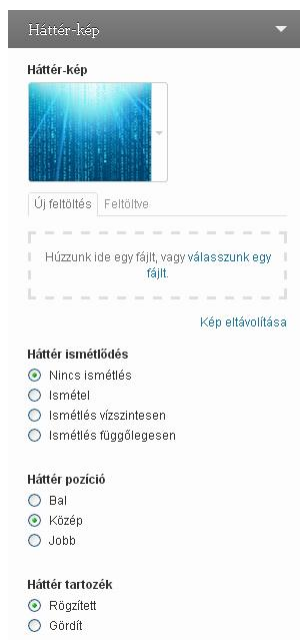 Háttér-kép
Háttér-kép
Új feltöltés Feltöltve
Húzzunk ide egy fájlt, vagy válasszunk egy
fájlt.
Kép eltávolítása
Háttér ismétlődés
Nincs ismétlés
Ismétel
Ismétlés vízszintesen
Ismétlés függőlegesen
Háttér pozíció
Bal
Közép
Jobb
Háttér tartozék
Rögzített
Gördít